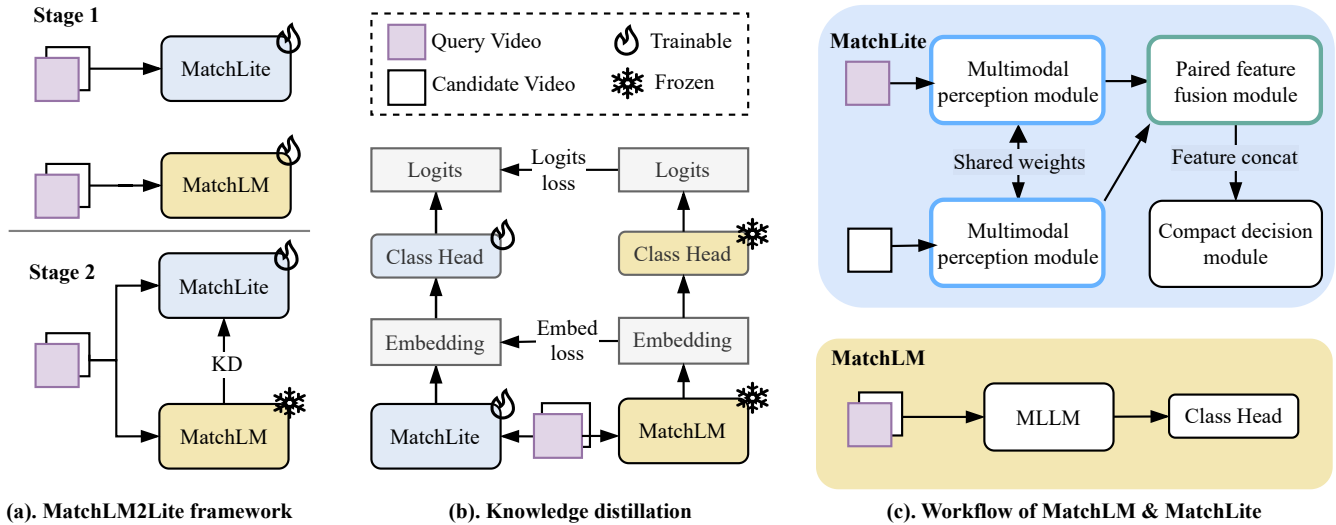 Stage 1
MatchLite
MatchLM
Stage 2
MatchLite
KD
MatchLM
(a). MatchLM2Lite framework
Query Video
Trainable
Candidate Video
Frozen
Logits
Logits
loss
Logits
Class Head
Class Head
Embedding
Embed
loss
Embedding
MatchLite
MatchLM
(b). Knowledge distillation
MatchLite
Multimodal
perception module
Paired feature
fusion module
Shared weights
Feature concat
Multimodal
perception module
Compact decision
module
MatchLM
MLLM
Class Head
(c). Workflow of MatchLM & MatchLite